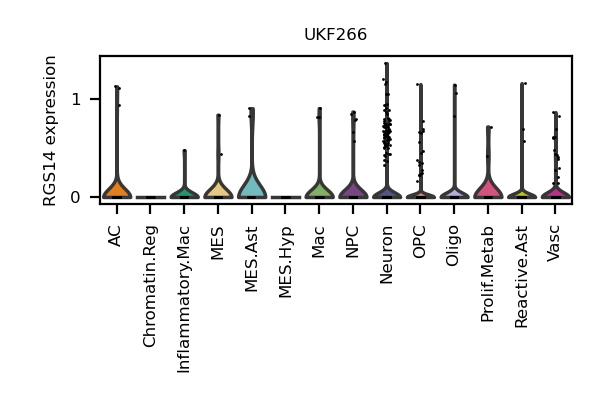 UKF266
RGS14 expression
1
0
AC
Chromatin.Reg
Inflammatory.Mac
MES
MES.Ast
MES.Hyp
Mac
NPC
Neuron
OPC
Oligo
Prolif.Metab
Reactive.Ast
Vasc